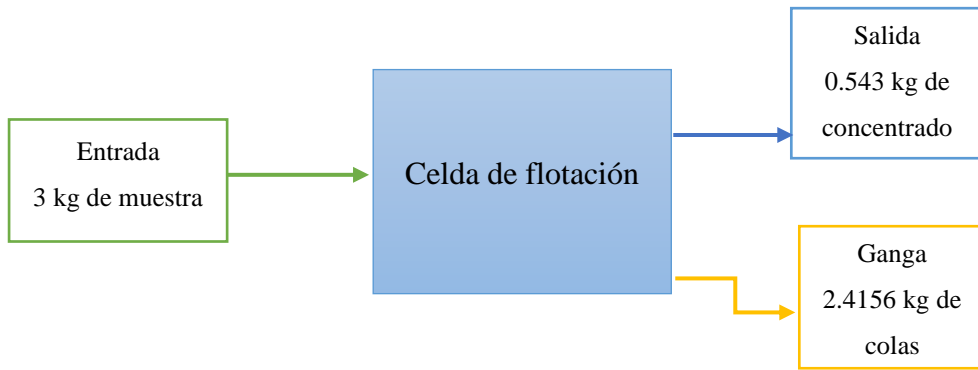 Entrada
3 kg de muestra
Celda de flotación
Salida
0.543 kg de
concentrado
Ganga
2.4156 kg de
colas